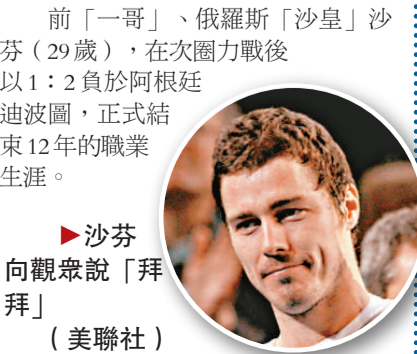 前「一哥」、俄羅斯「沙皇」沙
芬（29歲），在次圈力戰後
以1：2負於阿根廷
迪波圖，正式結
束12年的職業
生涯。
▶沙芬
向觀眾說「拜
拜」
（美聯社）